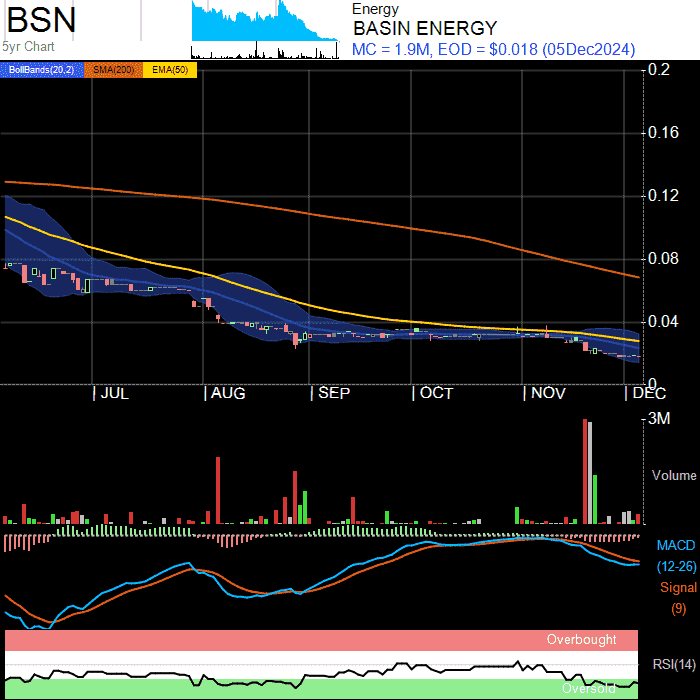 BSN
5yr Chart
Energy
BASIN ENERGY
MC = 1.9M, EOD = $0.018 (05Dec2024)
BollBands(20,2) SMA(200) EMA(50)
0.2
0.16
0.12
0.08
0.04
0
JUL AUG SEP OCT NOV DEC
3M
Volume
MACD
(12-26)
Signal
(9)
Overbought
RSI(14)
Oversold